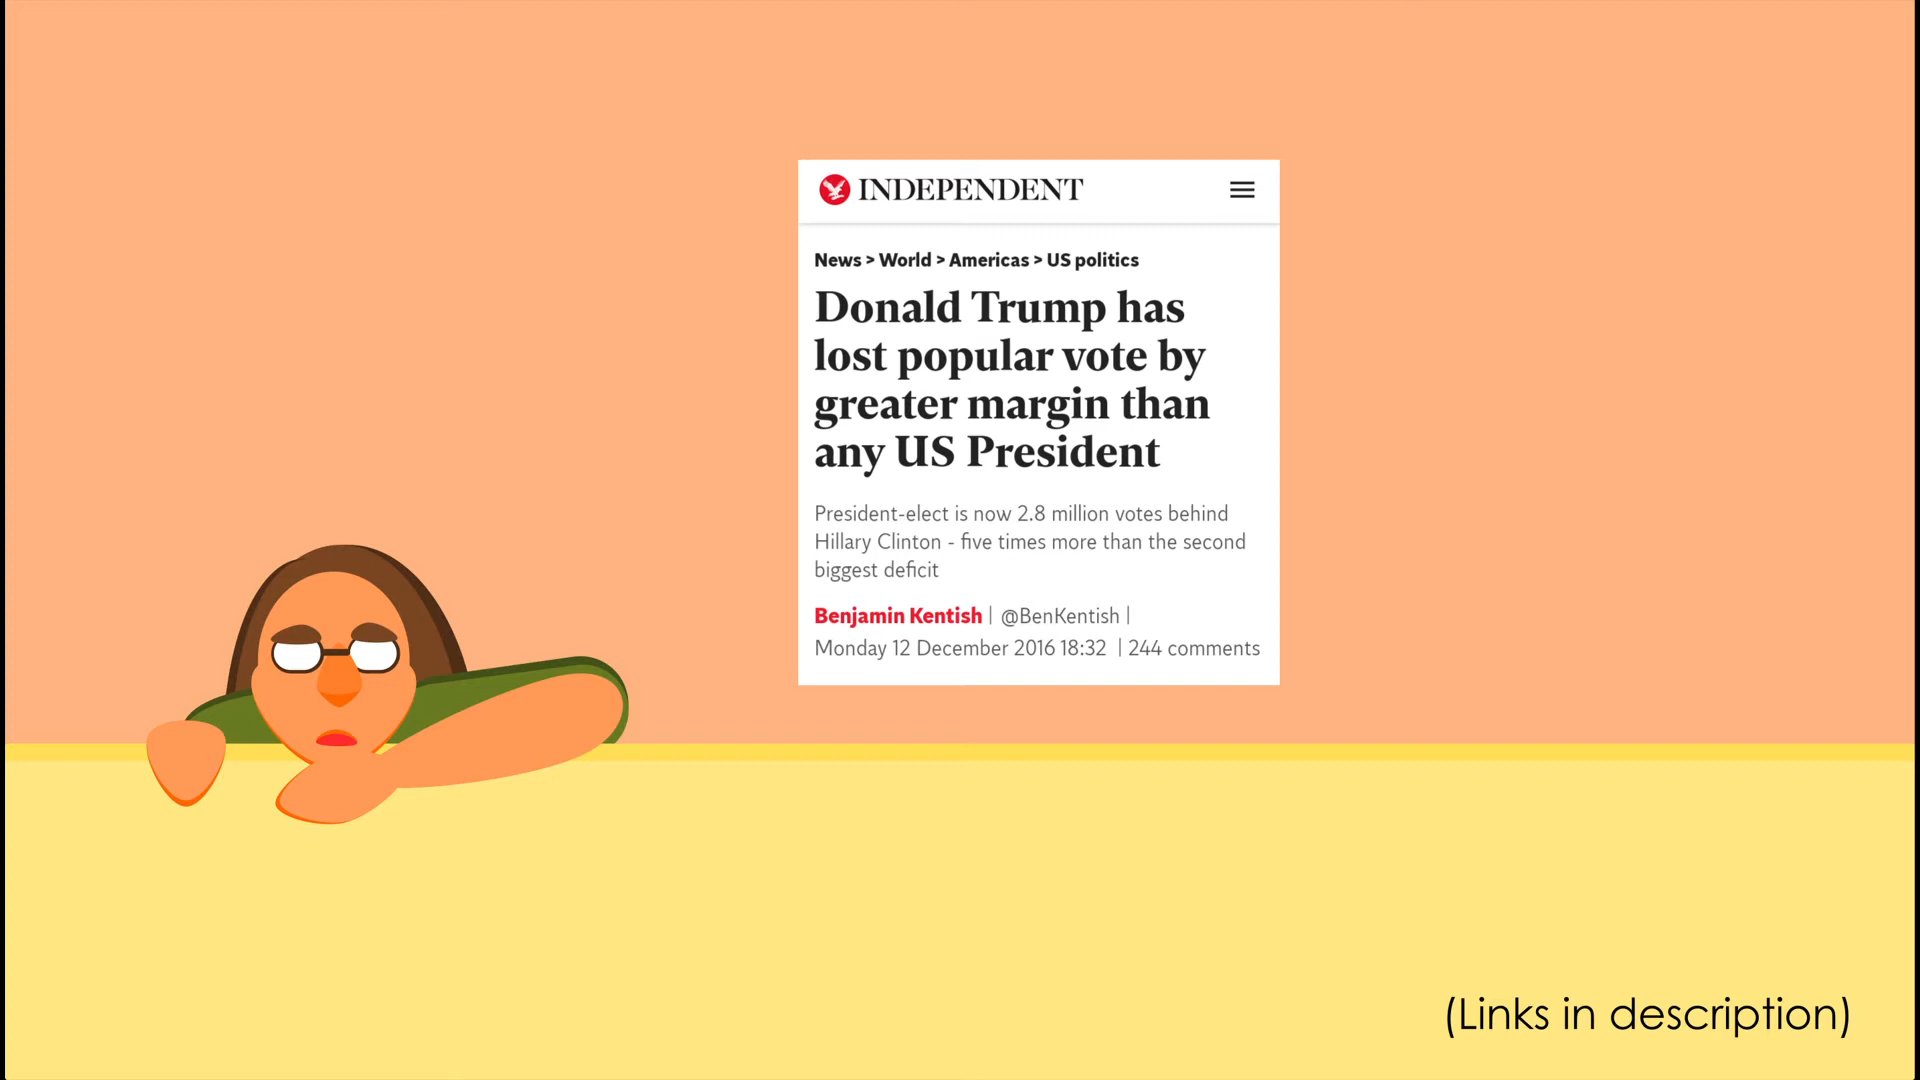 INDEPENDENT
News > World > Americas > US politics
Donald Trump has
lost popular vote by
greater margin than
any US President
President-elect is now 2.8 million votes behind
Hillary Clinton - five times more than the second
biggest deficit
Benjamin Kentish | @BenKentish |
Monday 12 December 2016 18:32 | 244 comments
(Links in description)